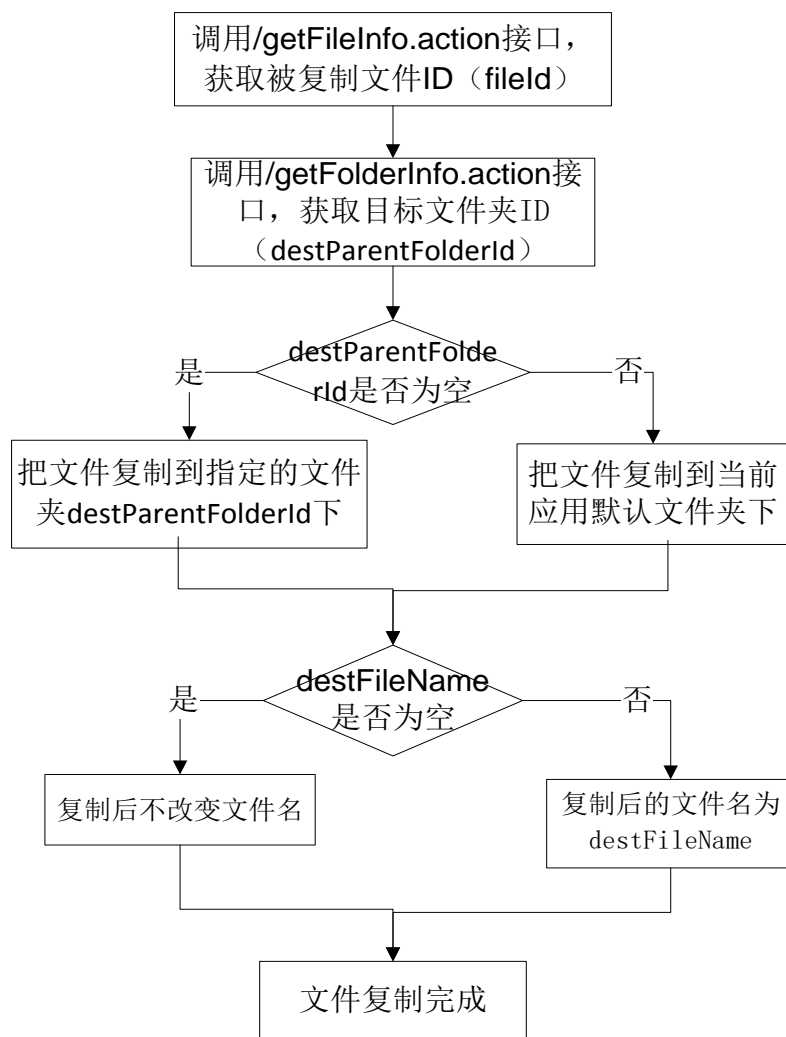 调用/getFileInfo.action接口，
获取被复制文件ID（fileId）
调用/getFolderInfo.action接
口，获取目标文件夹ID
（destParentFolderId）
destParentFolde
rId是否为空
是
否
把文件复制到指定的文件
夹destParentFolderId下
把文件复制到当前
应用默认文件夹下
destFileName
是否为空
是
否
复制后不改变文件名
复制后的文件名为
destFileName
文件复制完成